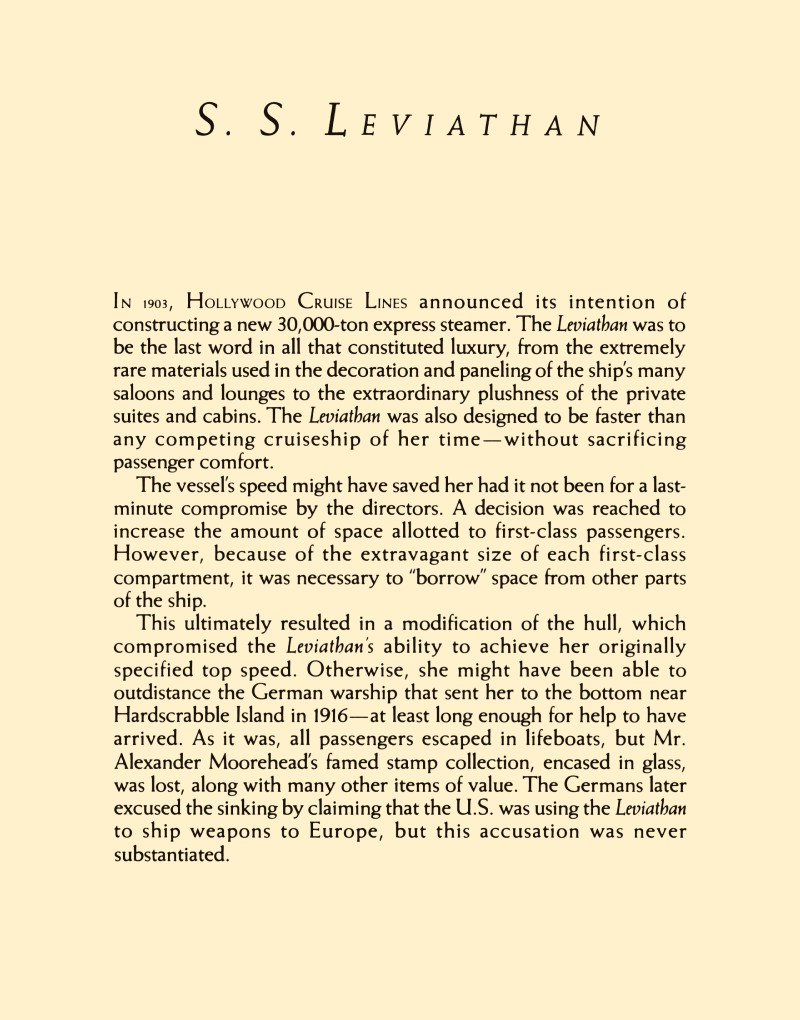 S. S. LEVIATHAN
IN 1903, HOLLYWOOD CRUISE LINES announced its intention of
constructing a new 30,000-ton express steamer. The Leviathan was to
be the last word in all that constituted luxury, from the extremely
rare materials used in the decoration and paneling of the ship's many
saloons and lounges to the extraordinary plushness of the private
suites and cabins. The Leviathan was also designed to be faster than
any competing cruiseship of her time—without sacrificing
passenger comfort.
The vessel's speed might have saved her had it not been for a last-
minute compromise by the directors. A decision was reached to
increase the amount of space allotted to first-class passengers.
However, because of the extravagant size of each first-class
compartment, it was necessary to "borrow" space from other parts
of the ship.
This ultimately resulted in a modification of the hull, which
compromised the Leviathan's ability to achieve her originally
specified top speed. Otherwise, she might have been able to
outdistance the German warship that sent her to the bottom near
Hardscrabble Island in 1916—at least long enough for help to have
arrived. As it was, all passengers escaped in lifeboats, but Mr.
Alexander Moorehead's famed stamp collection, encased in glass,
was lost, along with many other items of value. The Germans later
excused the sinking by claiming that the U.S. was using the Leviathan
to ship weapons to Europe, but this accusation was never
substantiated.